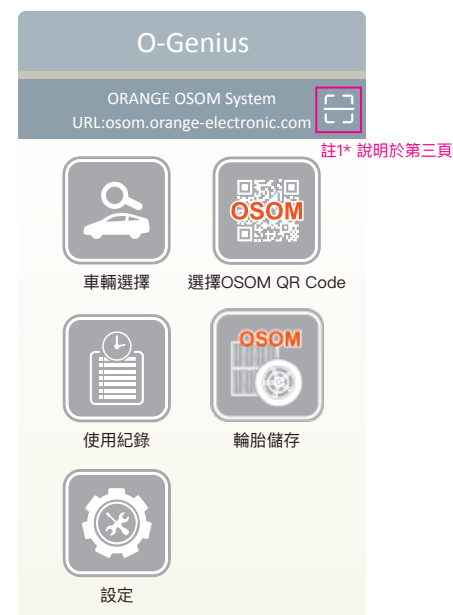 O-Genius
ORANGE OSOM System
URL:osom.orange-electronic.com
註1* 說明於第三頁
OSOM
車輛選擇
選擇OSOM QR Code
OSOM
使用紀錄
輪胎儲存
設定